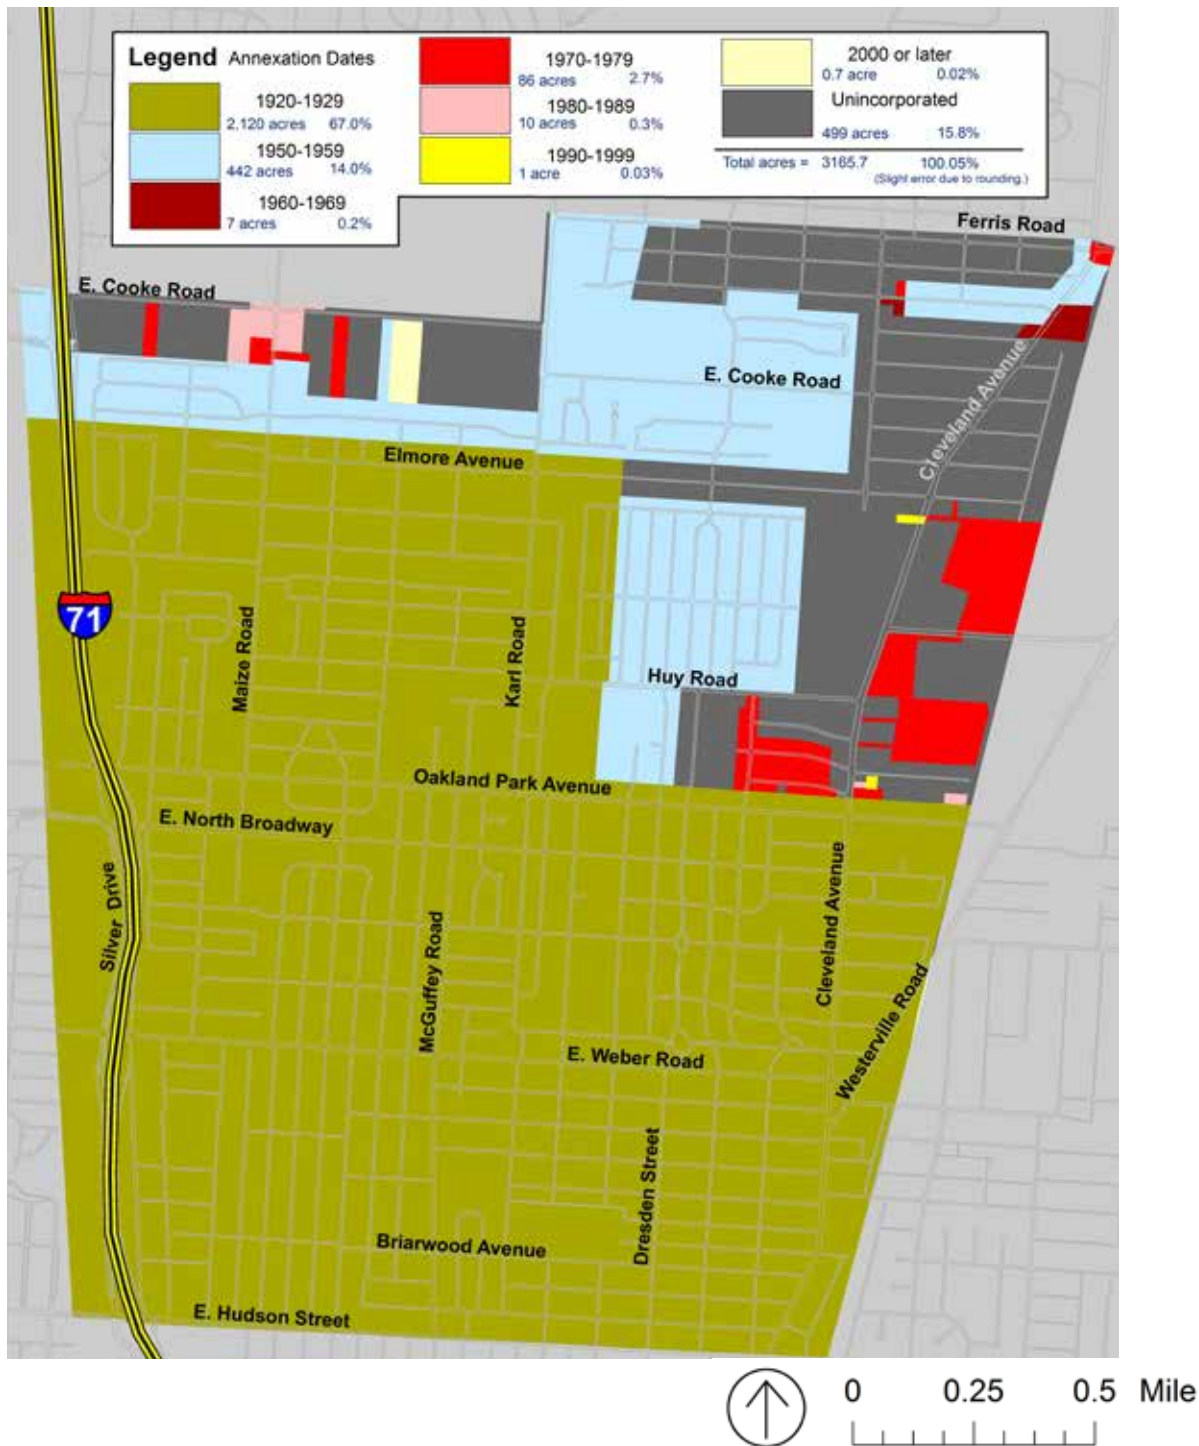 Legend Annexation Dates
1920-1929
2,120 acres 67.0%
1950-1959
442 acres 14.0%
1960-1969
7 acres 0.2%
1970-1979
86 acres 2.7%
1980-1989
10 acres 0.3%
1990-1999
1 acre 0.03%
2000 or later
0.7 acre 0.02%
Unincorporated
499 acres 15.8%
Total acres = 3165.7 100.05%
(Slight error due to rounding.)
Ferris Road
E. Cooke Road
E. Cooke Road
Cleveland Avenue
Elmore Avenue
71
Maize Road
Karl Road
Huy Road
Oakland Park Avenue
E. North Broadway
Silver Drive
McGuffey Road
Cleveland Avenue
Westerville Road
E. Weber Road
Dresden Street
Briarwood Avenue
E. Hudson Street
0 0.25 0.5 Mile